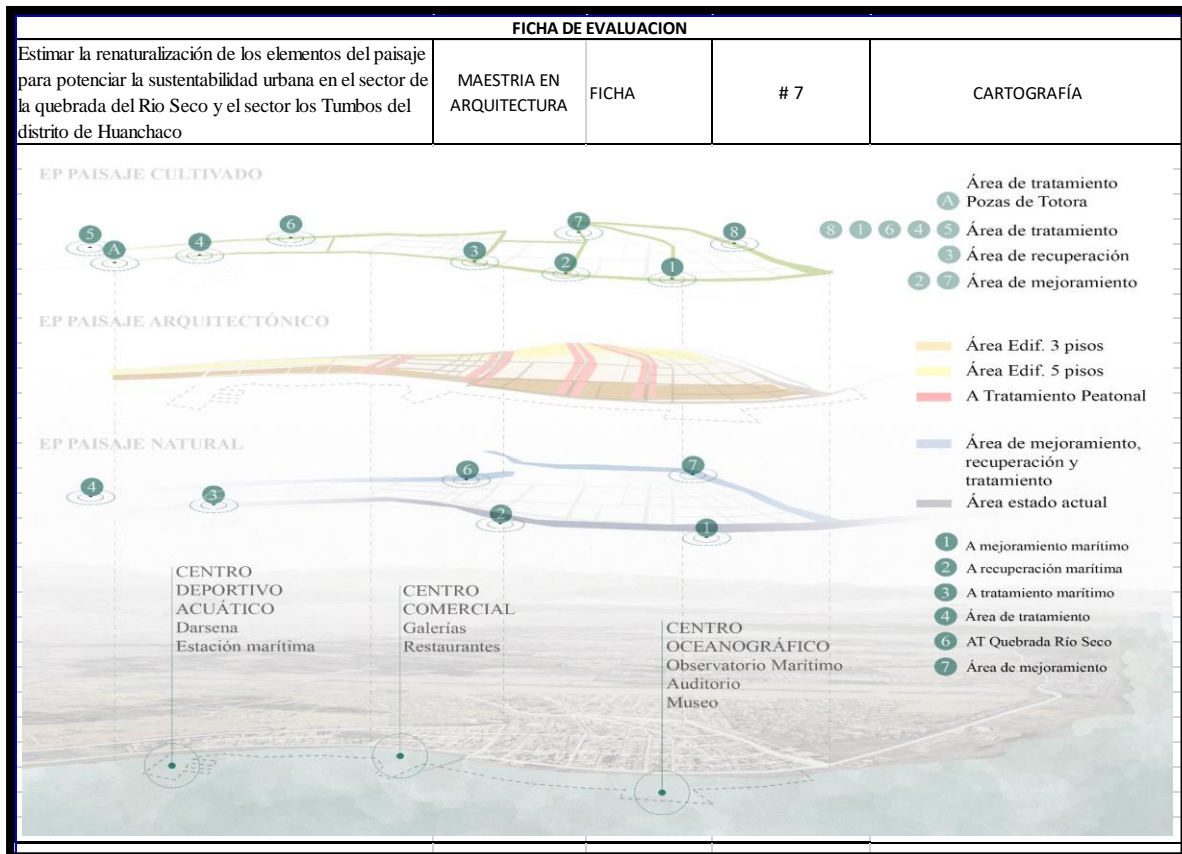 FICHA DE EVALUACION
Estimar la renaturalización de los elementos del paisaje
para potenciar la sustentabilidad urbana en el sector de
la quebrada del Rio Seco y el sector los Tumbos del
distrito de Huanchaco
MAESTRIA EN
ARQUITECTURA
FICHA
# 7
CARTOGRAFÍA
EP PAISAJE CULTIVADO
5
A
4
6
3
7
2
1
8
Área de tratamiento
A Pozas de Totora
8 1 6 4 5 Área de tratamiento
3 Área de recuperación
2 7 Área de mejoramiento
EP PAISAJE ARQUITECTÓNICO
Área Edif. 3 pisos
Área Edif. 5 pisos
A Tratamiento Peatonal
EP PAISAJE NATURAL
4
3
6
2
7
1
Área de mejoramiento,
recuperación y
tratamiento
Área estado actual
1 A mejoramiento marítimo
2 A recuperación marítima
3 A tratamiento marítimo
4 Área de tratamiento
6 AT Quebrada Río Seco
7 Área de mejoramiento
CENTRO
DEPORTIVO
ACUÁTICO
Darsena
Estación marítima
CENTRO
COMERCIAL
Galerías
Restaurantes
CENTRO
OCEANOGRÁFICO
Observatorio Marítimo
Auditorio
Museo